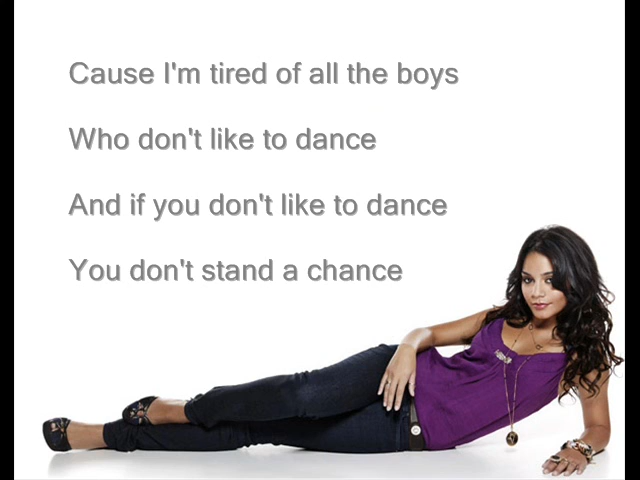 Cause I'm tired of all the boys
Who don't like to dance
And if you don't like to dance
You don't stand a chance